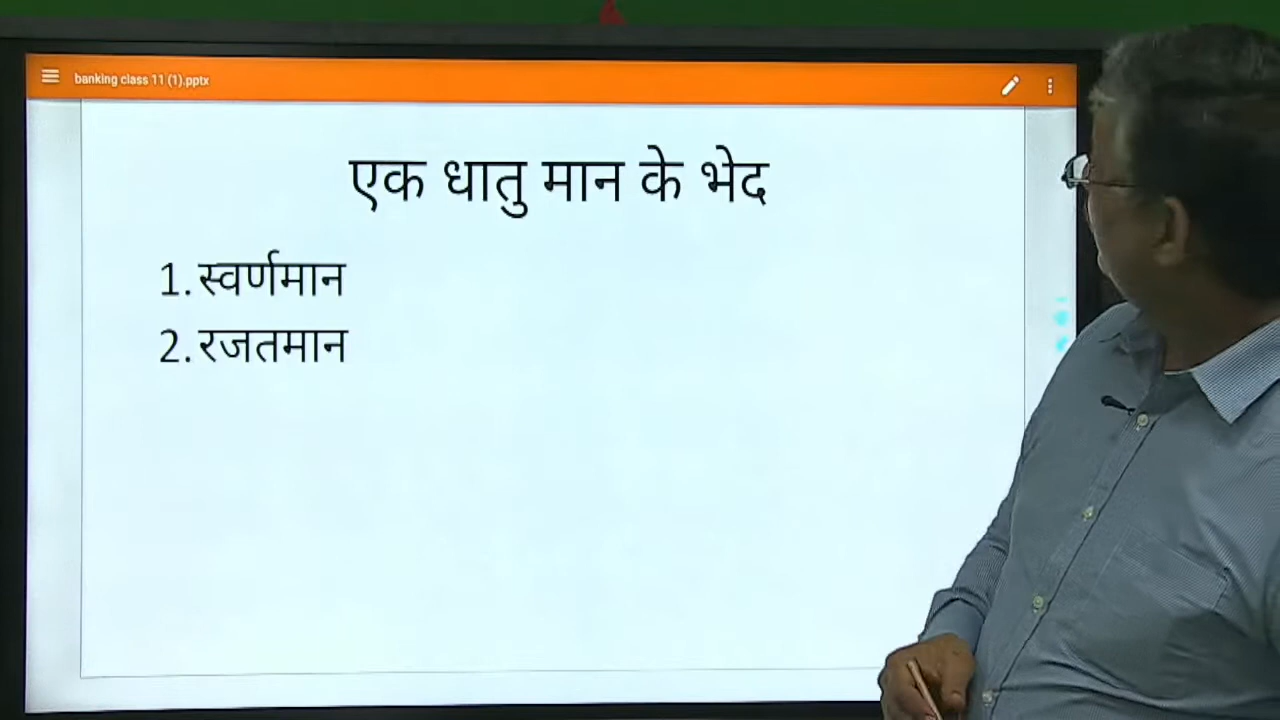 banking class 11 (1).pptx
एक धातु मान के भेद
1. स्वर्णमान
2. रजतमान